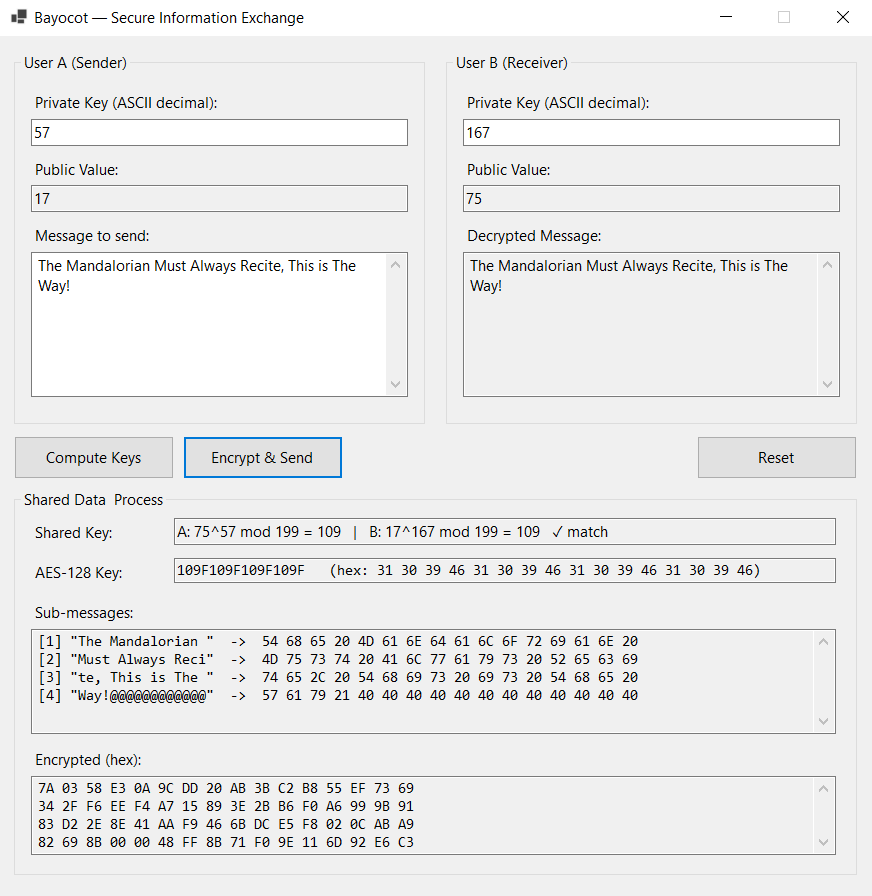 Bayocot — Secure Information Exchange
User A (Sender)
Private Key (ASCII decimal):
57
Public Value:
17
Message to send:
The Mandalorian Must Always Recite, This is The
Way!
User B (Receiver)
Private Key (ASCII decimal):
167
Public Value:
75
Decrypted Message:
The Mandalorian Must Always Recite, This is The
Way!
Compute Keys
Encrypt & Send
Reset
Shared Data  Process
Shared Key:
A: 75^57 mod 199 = 109   |   B: 17^167 mod 199 = 109   ✓ match
AES-128 Key:
109F109F109F109F   (hex: 31 30 39 46 31 30 39 46 31 30 39 46 31 30 39 46)
Sub-messages:
[1] "The Mandalorian "  ->  54 68 65 20 4D 61 6E 64 61 6C 6F 72 69 61 6E 20
[2] "Must Always Reci"  ->  4D 75 73 74 20 41 6C 77 61 79 73 20 52 65 63 69
[3] "te, This is The "  ->  74 65 2C 20 54 68 69 73 20 69 73 20 54 68 65 20
[4] "Way!@@@@@@@@@@@@"  ->  57 61 79 21 40 40 40 40 40 40 40 40 40 40 40 40
Encrypted (hex):
7A 03 58 E3 0A 9C DD 20 AB 3B C2 B8 55 EF 73 69
34 2F F6 EE F4 A7 15 89 3E 2B B6 F0 A6 99 9B 91
83 D2 2E 8E 41 AA F9 46 6B DC E5 F8 02 0C AB A9
82 69 8B 00 00 48 FF 8B 71 F0 9E 11 6D 92 E6 C3